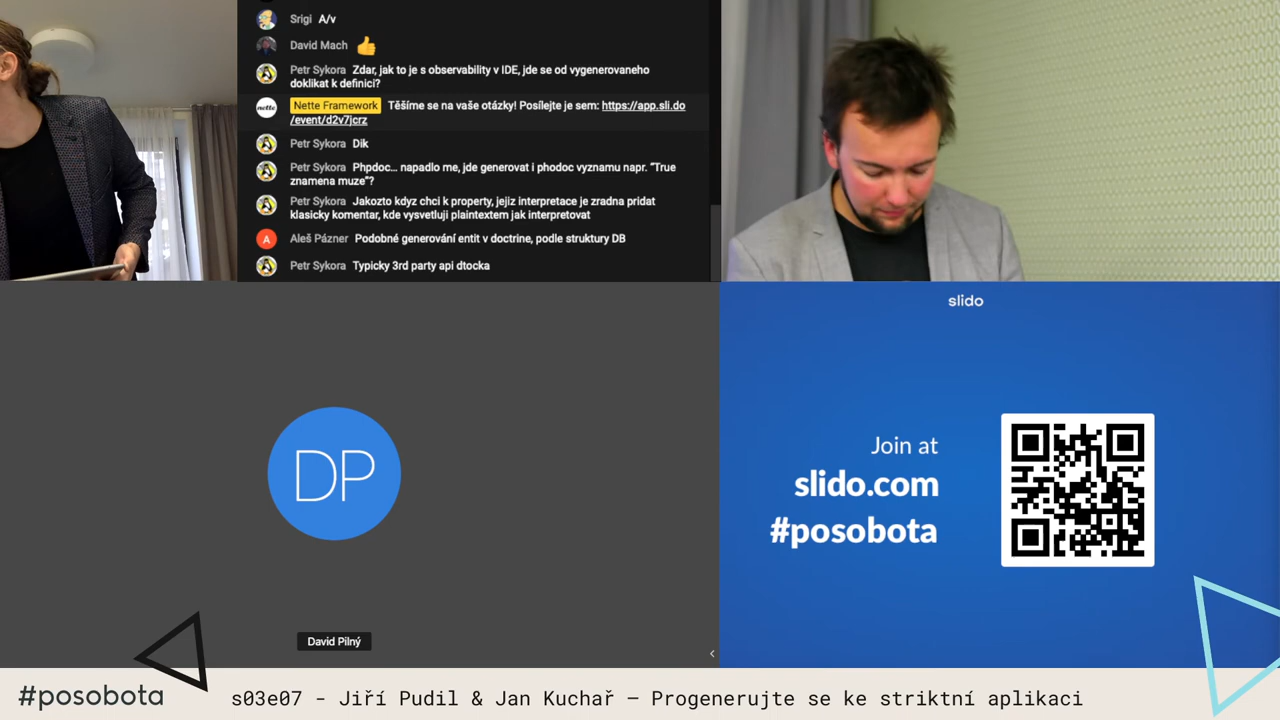 Srigi A/v
David Mach 👍
Petr Sykora Zdar, jak to je s observability v IDE, jde se od vygenerovaneho
doklikat k definici?
nette
Nette Framework Těšíme se na vaše otázky! Posílejte je sem: https://app.sli.do
/event/d2v7jcrz
Petr Sykora Dik
Petr Sykora Phpdoc... napadlo me, jde generovat i phodoc vyznamu napr. "True
znamena muze"?
Petr Sykora Jakozto kdyz chci k property, jejiz interpretace je zradna pridat
klasicky komentar, kde vysvetluji plaintextem jak interpretovat
A Aleš Pázner Podobné generování entit v doctrine, podle struktury DB
Petr Sykora Typicky 3rd party api dtocka
DP
David Pilný
slido
Join at
slido.com
#posobota
#posobota s03e07 - Jiří Pudil & Jan Kuchař – Progenerujte se ke striktní aplikaci